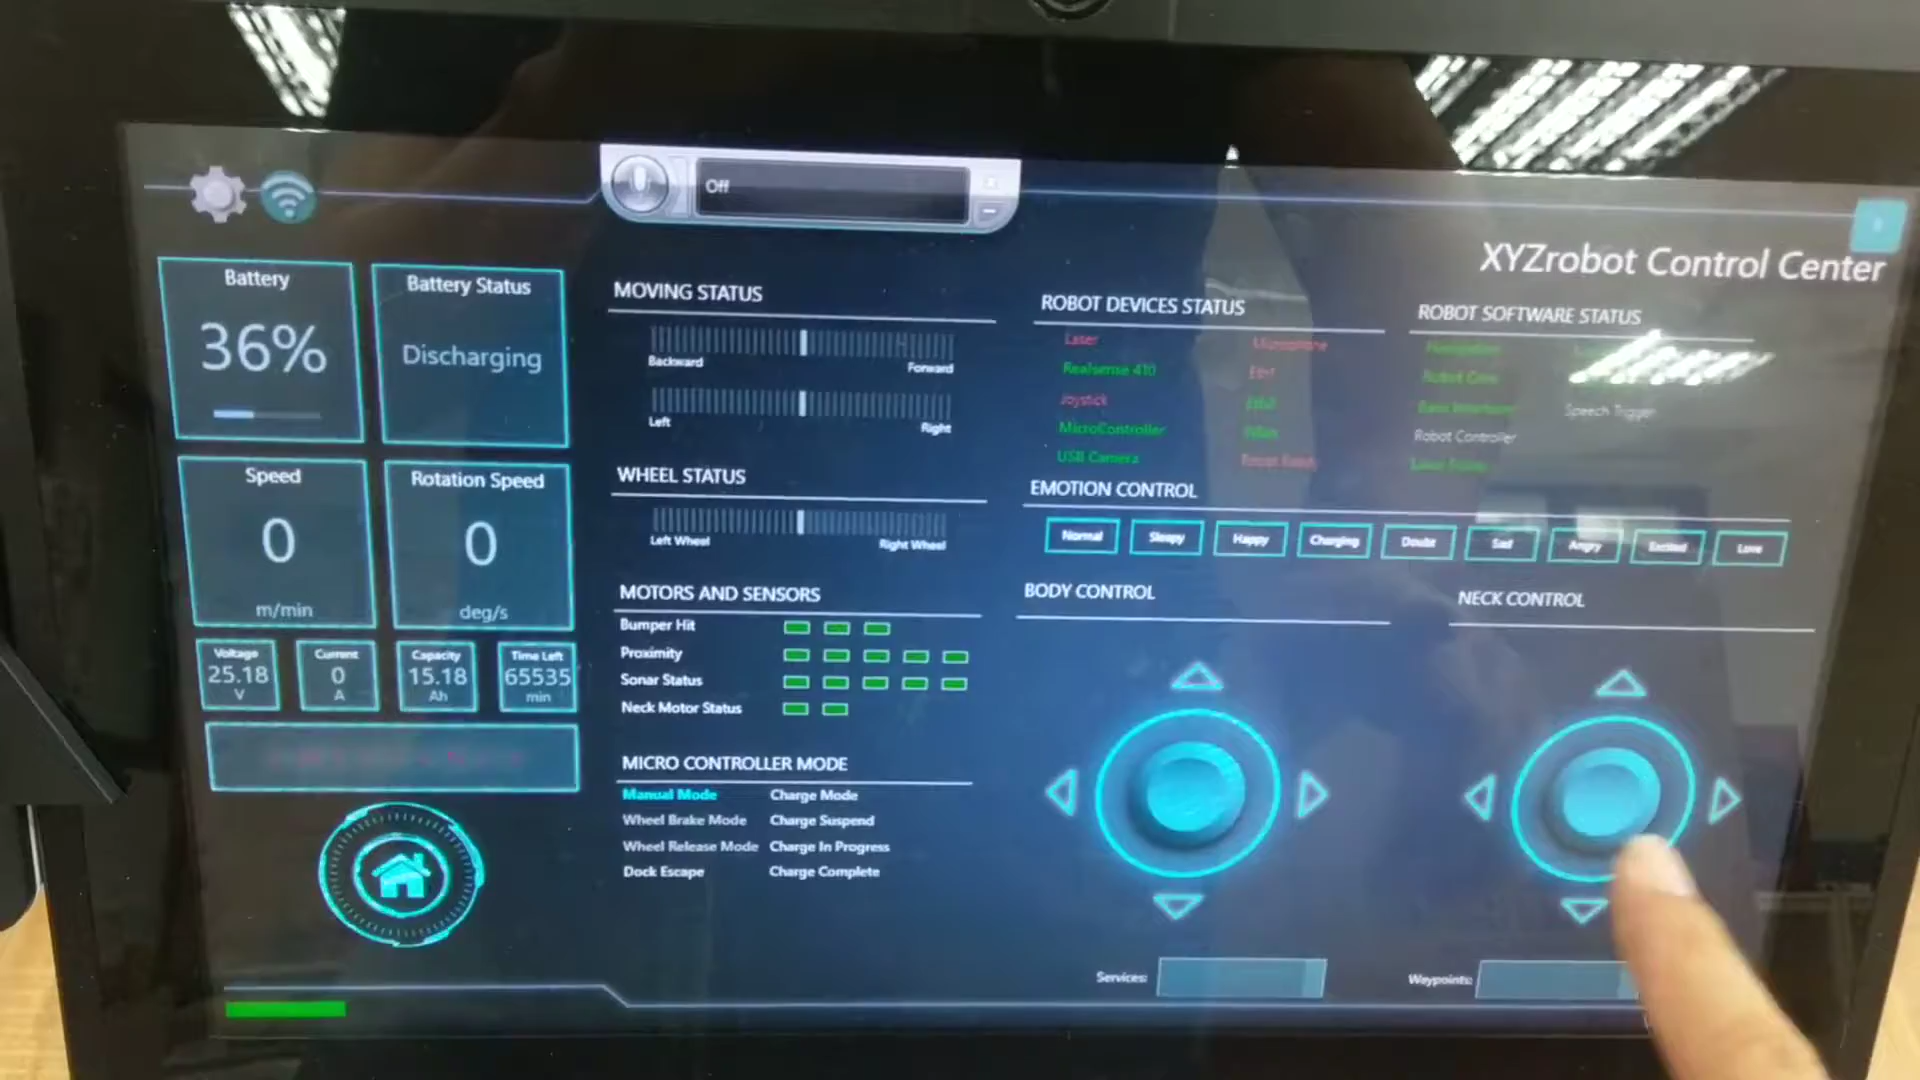 Off
XYZrobot Control Center
Battery
36%
Battery Status
Discharging
Speed
0
m/min
Rotation Speed
0
deg/s
Voltage
25.18
V
Current
0
A
Capacity
15.18
Ah
Time Left
65535
min
MOVING STATUS
Backward Forward
Left Right
WHEEL STATUS
Left Wheel Right Wheel
MOTORS AND SENSORS
Bumper Hit
Proximity
Sonar Status
Neck Motor Status
MICRO CONTROLLER MODE
Manual Mode Charge Mode
Wheel Brake Mode Charge Suspend
Wheel Release Mode Charge In Progress
Dock Escape Charge Complete
ROBOT DEVICES STATUS
Laser Microphone
Realsense 410
Joystick
MicroController
USB Camera
ROBOT SOFTWARE STATUS
Navigation
Robot Core
Speech Trigger
Robot Controller
EMOTION CONTROL
Normal Sleepy Happy Charging Doubt Sad Angry Excited Love
BODY CONTROL
NECK CONTROL
Services:
Waypoints: